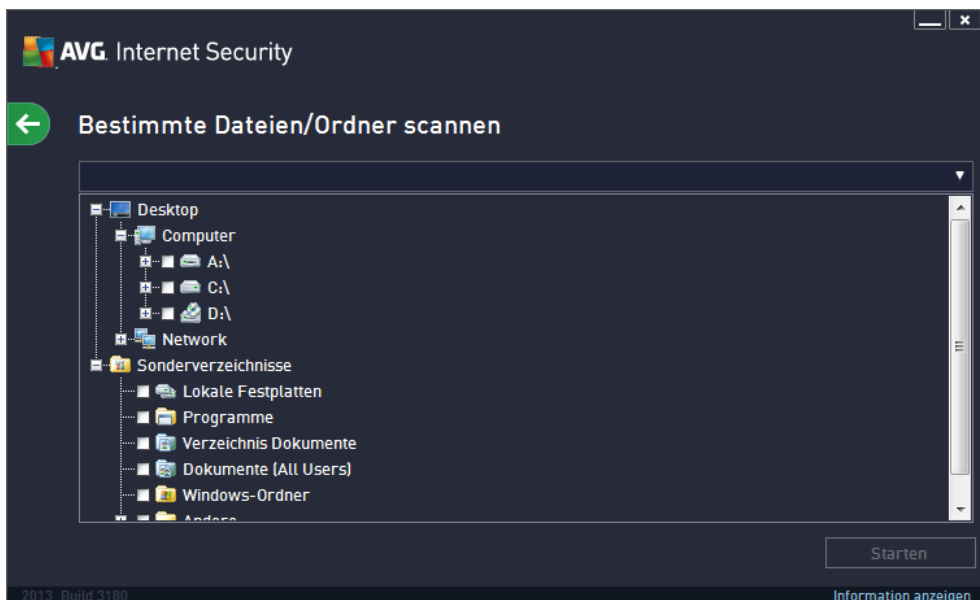 AVG. Internet Security
Bestimmte Dateien/Ordner scannen
Desktop
Computer
A:\
C:\
D:\
Network
Sonderverzeichnisse
Lokale Festplatten
Programme
Verzeichnis Dokumente
Dokumente (All Users)
Windows-Ordner
Andere
Starten
2013 Build 3180
Information anzeigen